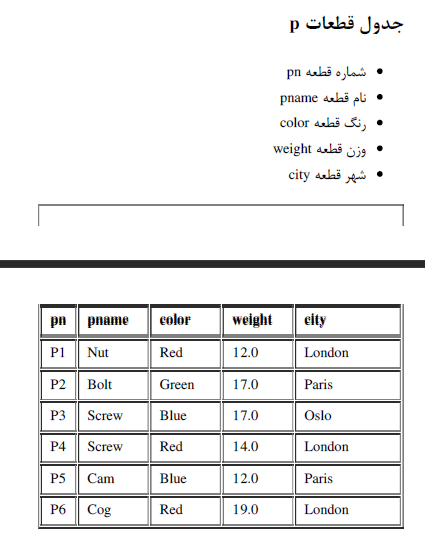 جدول قطعات p
شماره قطعه pn
نام قطعه pname
رنگ قطعه color
وزن قطعه weight
شهر قطعه city
pn pname color weight city
P1 Nut Red 12.0 London
P2 Bolt Green 17.0 Paris
P3 Screw Blue 17.0 Oslo
P4 Screw Red 14.0 London
P5 Cam Blue 12.0 Paris
P6 Cog Red 19.0 London